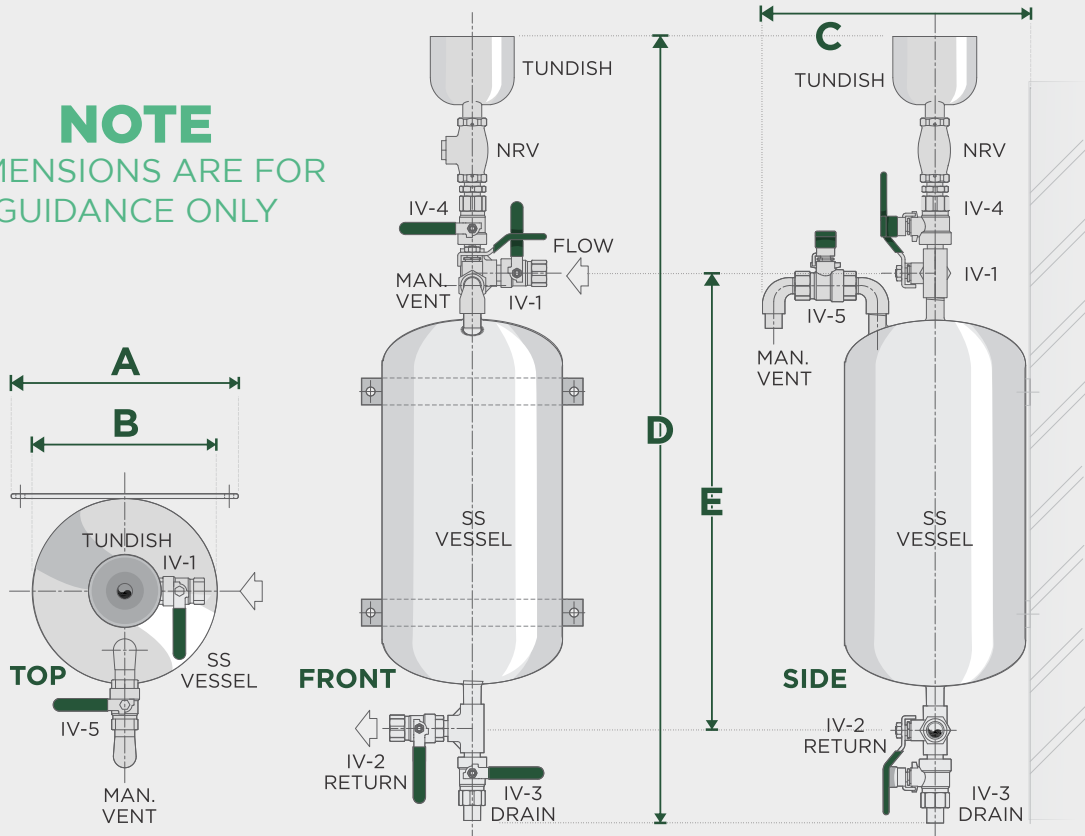 NOTE
MENSIONS ARE FOR
GUIDANCE ONLY
A
B
TUNDISH
IV-1
SS
VESSEL
TOP
IV-5
MAN.
VENT
TUNDISH
NRV
IV-4
FLOW
MAN.
VENT
IV-1
SS
VESSEL
FRONT
IV-2
RETURN
IV-3
DRAIN
D
E
C
TUNDISH
NRV
IV-4
IV-1
IV-5
MAN.
VENT
SS
VESSEL
SIDE
IV-2
RETURN
IV-3
DRAIN